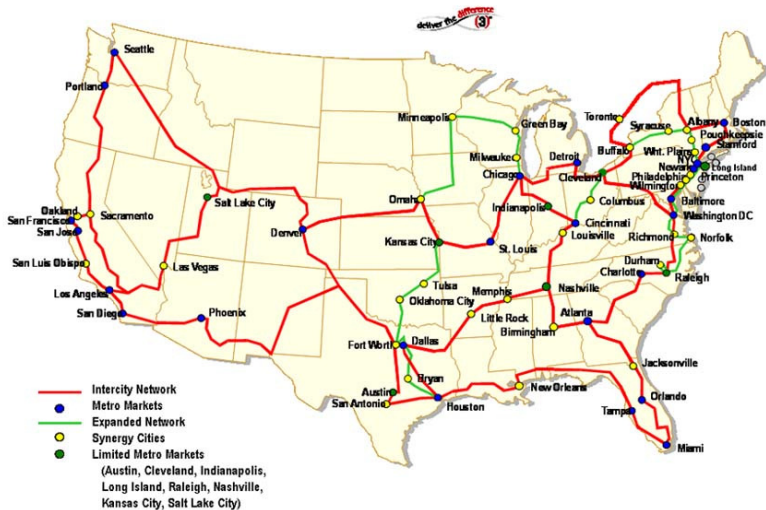 deliver the difference
(3)
Seattle
Portland
Minneapolis
Green Bay
Toronto
Syracuse
Albany
Boston
Poughkeepsie
Stamford
Buffalo
Wht. Plains
NYC
Newark
Long Island
Milwaukee
Detroit
Chicago
Cleveland
Philadelphia
Princeton
Wilmington
Salt Lake City
Omaha
Columbus
Baltimore
Indianapolis
Washington DC
Oakland
Sacramento
San Francisco
San Jose
Denver
Kansas City
Cincinnati
Louisville
St. Louis
Richmond
Norfolk
San Luis Obispo
Las Vegas
Durham
Raleigh
Charlotte
Tulsa
Nashville
Los Angeles
Oklahoma City
Memphis
San Diego
Phoenix
Little Rock
Atlanta
Birmingham
Fort Worth
Dallas
Jacksonville
Bryan
Austin
New Orleans
San Antonio
Houston
Orlando
Tampa
Miami
Intercity Network
Metro Markets
Expanded Network
Synergy Cities
Limited Metro Markets
(Austin, Cleveland, Indianapolis,
Long Island, Raleigh, Nashville,
Kansas City, Salt Lake City)